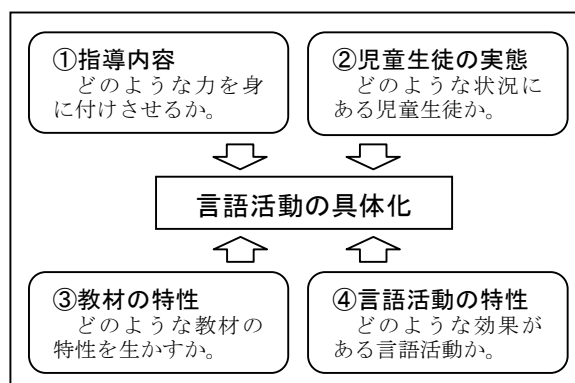 ①指導内容
どのような力を身
に付けさせるか。
②児童生徒の実態
どのような状況に
ある児童生徒か。
言語活動の具体化
③教材の特性
どのような教材の
特性を生かすか。
④言語活動の特性
どのような効果が
ある言語活動か。